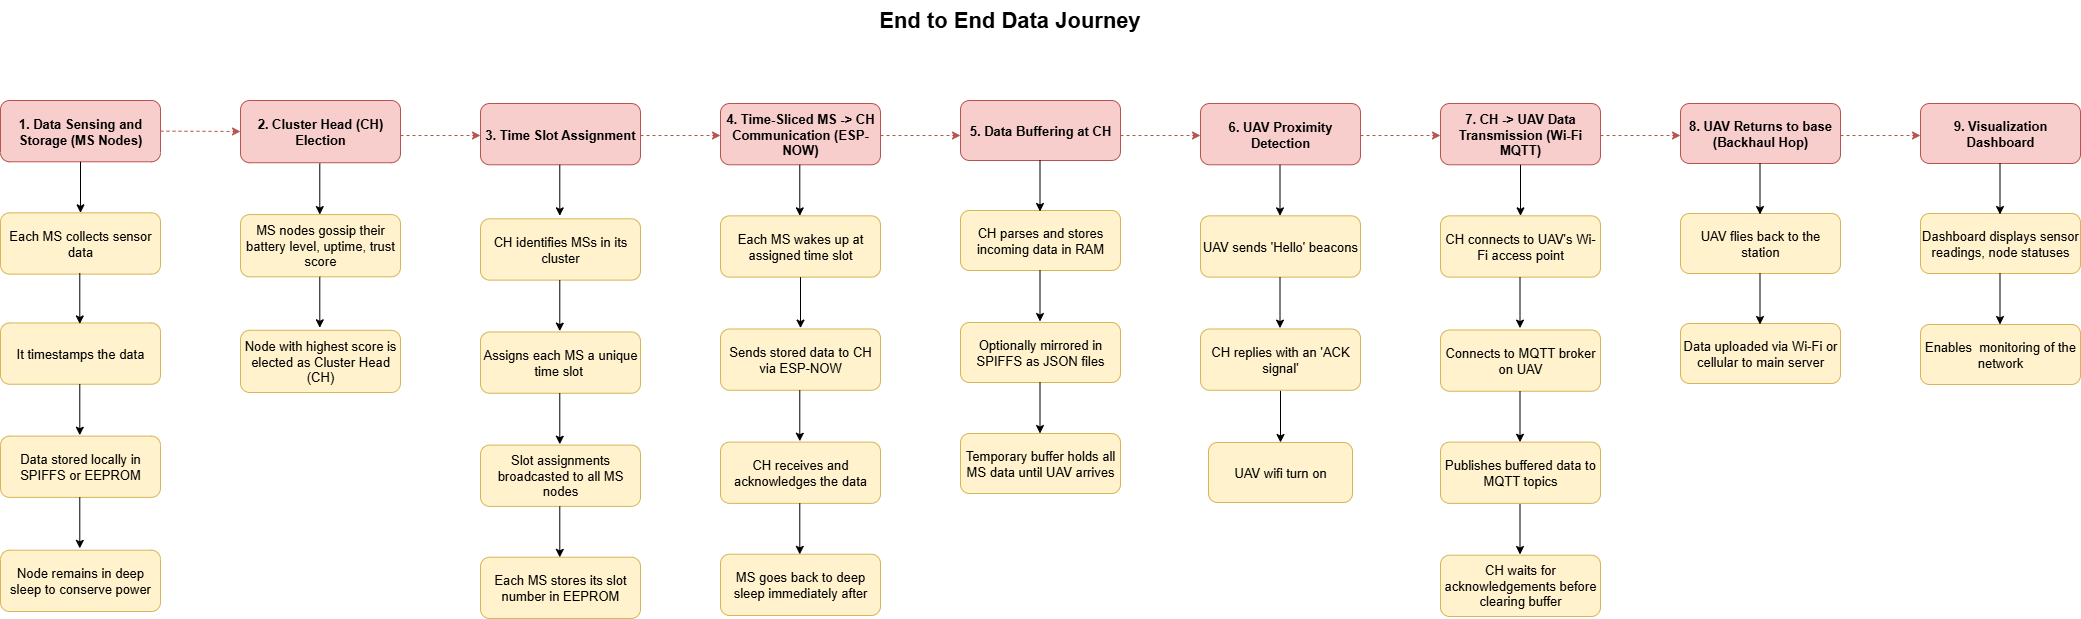 End to End Data Journey
1. Data Sensing and
Storage (MS Nodes)
Each MS collects sensor
data
It timestamps the data
Data stored locally in
SPIFFS or EEPROM
Node remains in deep
sleep to conserve power
2. Cluster Head (CH)
Election
MS nodes gossip their
battery level, uptime, trust
score
Node with highest score is
elected as Cluster Head
(CH)
3. Time Slot Assignment
CH identifies MSs in its
cluster
Assigns each MS a unique
time slot
Slot assignments
broadcasted to all MS
nodes
Each MS stores its slot
number in EEPROM
4. Time-Sliced MS -> CH
Communication (ESP-
NOW)
Each MS wakes up at
assigned time slot
Sends stored data to CH
via ESP-NOW
CH receives and
acknowledges the data
MS goes back to deep
sleep immediately after
5. Data Buffering at CH
CH parses and stores
incoming data in RAM
Optionally mirrored in
SPIFFS as JSON files
Temporary buffer holds all
MS data until UAV arrives
6. UAV Proximity
Detection
UAV sends 'Hello' beacons
CH replies with an 'ACK
signal'
UAV wifi turn on
7. CH -> UAV Data
Transmission (Wi-Fi
MQTT)
CH connects to UAV's Wi-
Fi access point
Connects to MQTT broker
on UAV
Publishes buffered data to
MQTT topics
CH waits for
acknowledgements before
clearing buffer
8. UAV Returns to base
(Backhaul Hop)
UAV flies back to the
station
Data uploaded via Wi-Fi or
cellular to main server
9. Visualization
Dashboard
Dashboard displays sensor
readings, node statuses
Enables  monitoring of the
network